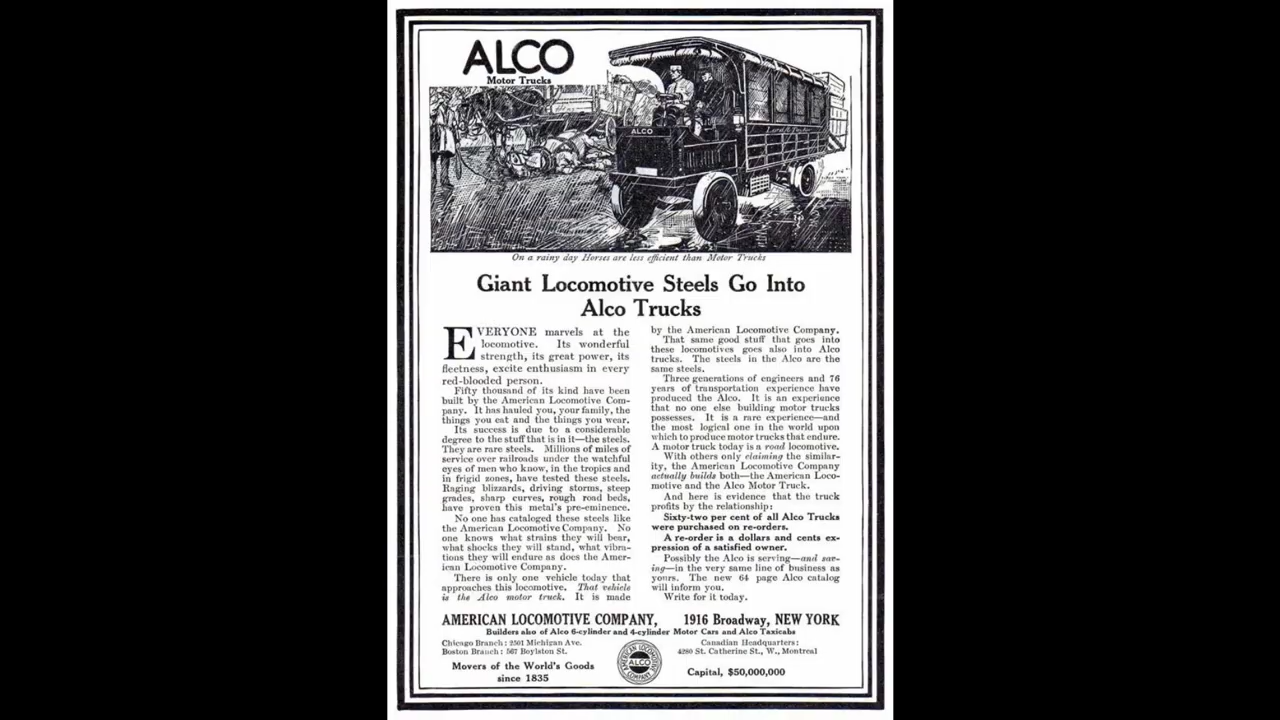 ALCO
Motor Trucks
ALCO
On a rainy day Horses are less efficient than Motor Trucks
Giant Locomotive Steels Go Into
Alco Trucks
EVERYONE marvels at the
locomotive. Its wonderful
strength, its great power, its
fleetness, excite enthusiasm in every
red-blooded person.
Fifty thousand of its kind have been
built by the American Locomotive Com-
pany. It has hauled you, your family, the
things you eat and the things you wear.
Its success is due to a considerable
degree to the stuff that is in it—the steels.
They are rare steels. Millions of miles of
service over railroads under the watchful
eyes of men who know, in the tropics and
in frigid zones, have tested these steels.
Raging blizzards, driving storms, steep
grades, sharp curves, rough road beds,
have proven this metal's pre-eminence.
No one has cataloged these steels like
the American Locomotive Company. No
one knows what strains they will bear,
what shocks they will stand, what vibra-
tions they will endure as does the Amer-
ican Locomotive Company.
There is only one vehicle today that
approaches this locomotive. That vehicle
is the Alco motor truck. It is made
by the American Locomotive Company.
That same good stuff that goes into
these locomotives goes also into Alco
trucks. The steels in the Alco are the
same steels.
Three generations of engineers and 76
years of transportation experience have
produced the Alco. It is an experience
that no one else building motor trucks
possesses. It is a rare experience—and
the most logical one in the world upon
which to produce motor trucks that endure.
A motor truck today is a road locomotive.
With others only claiming the similar-
ity, the American Locomotive Company
actually builds both—the American Loco-
motive and the Alco Motor Truck.
And here is evidence that the truck
profits by the relationship:
Sixty-two per cent of all Alco Trucks
were purchased on re-orders.
A re-order is a dollars and cents ex-
pression of a satisfied owner.
Possibly the Alco is serving—and sav-
ing—in the very same line of business as
yours. The new 64 page Alco catalog
will inform you.
Write for it today.
AMERICAN LOCOMOTIVE COMPANY, 1916 Broadway, NEW YORK
Builders also of Alco 6-cylinder and 4-cylinder Motor Cars and Alco Taxicabs
Chicago Branch: 2501 Michigan Ave.
Boston Branch: 567 Boylston St.
Canadian Headquarters:
4280 St. Catherine St., W., Montreal
Movers of the World's Goods
since 1835
AMERICAN LOCOMOTIVE
ALCO
COMPANY
Capital, $50,000,000